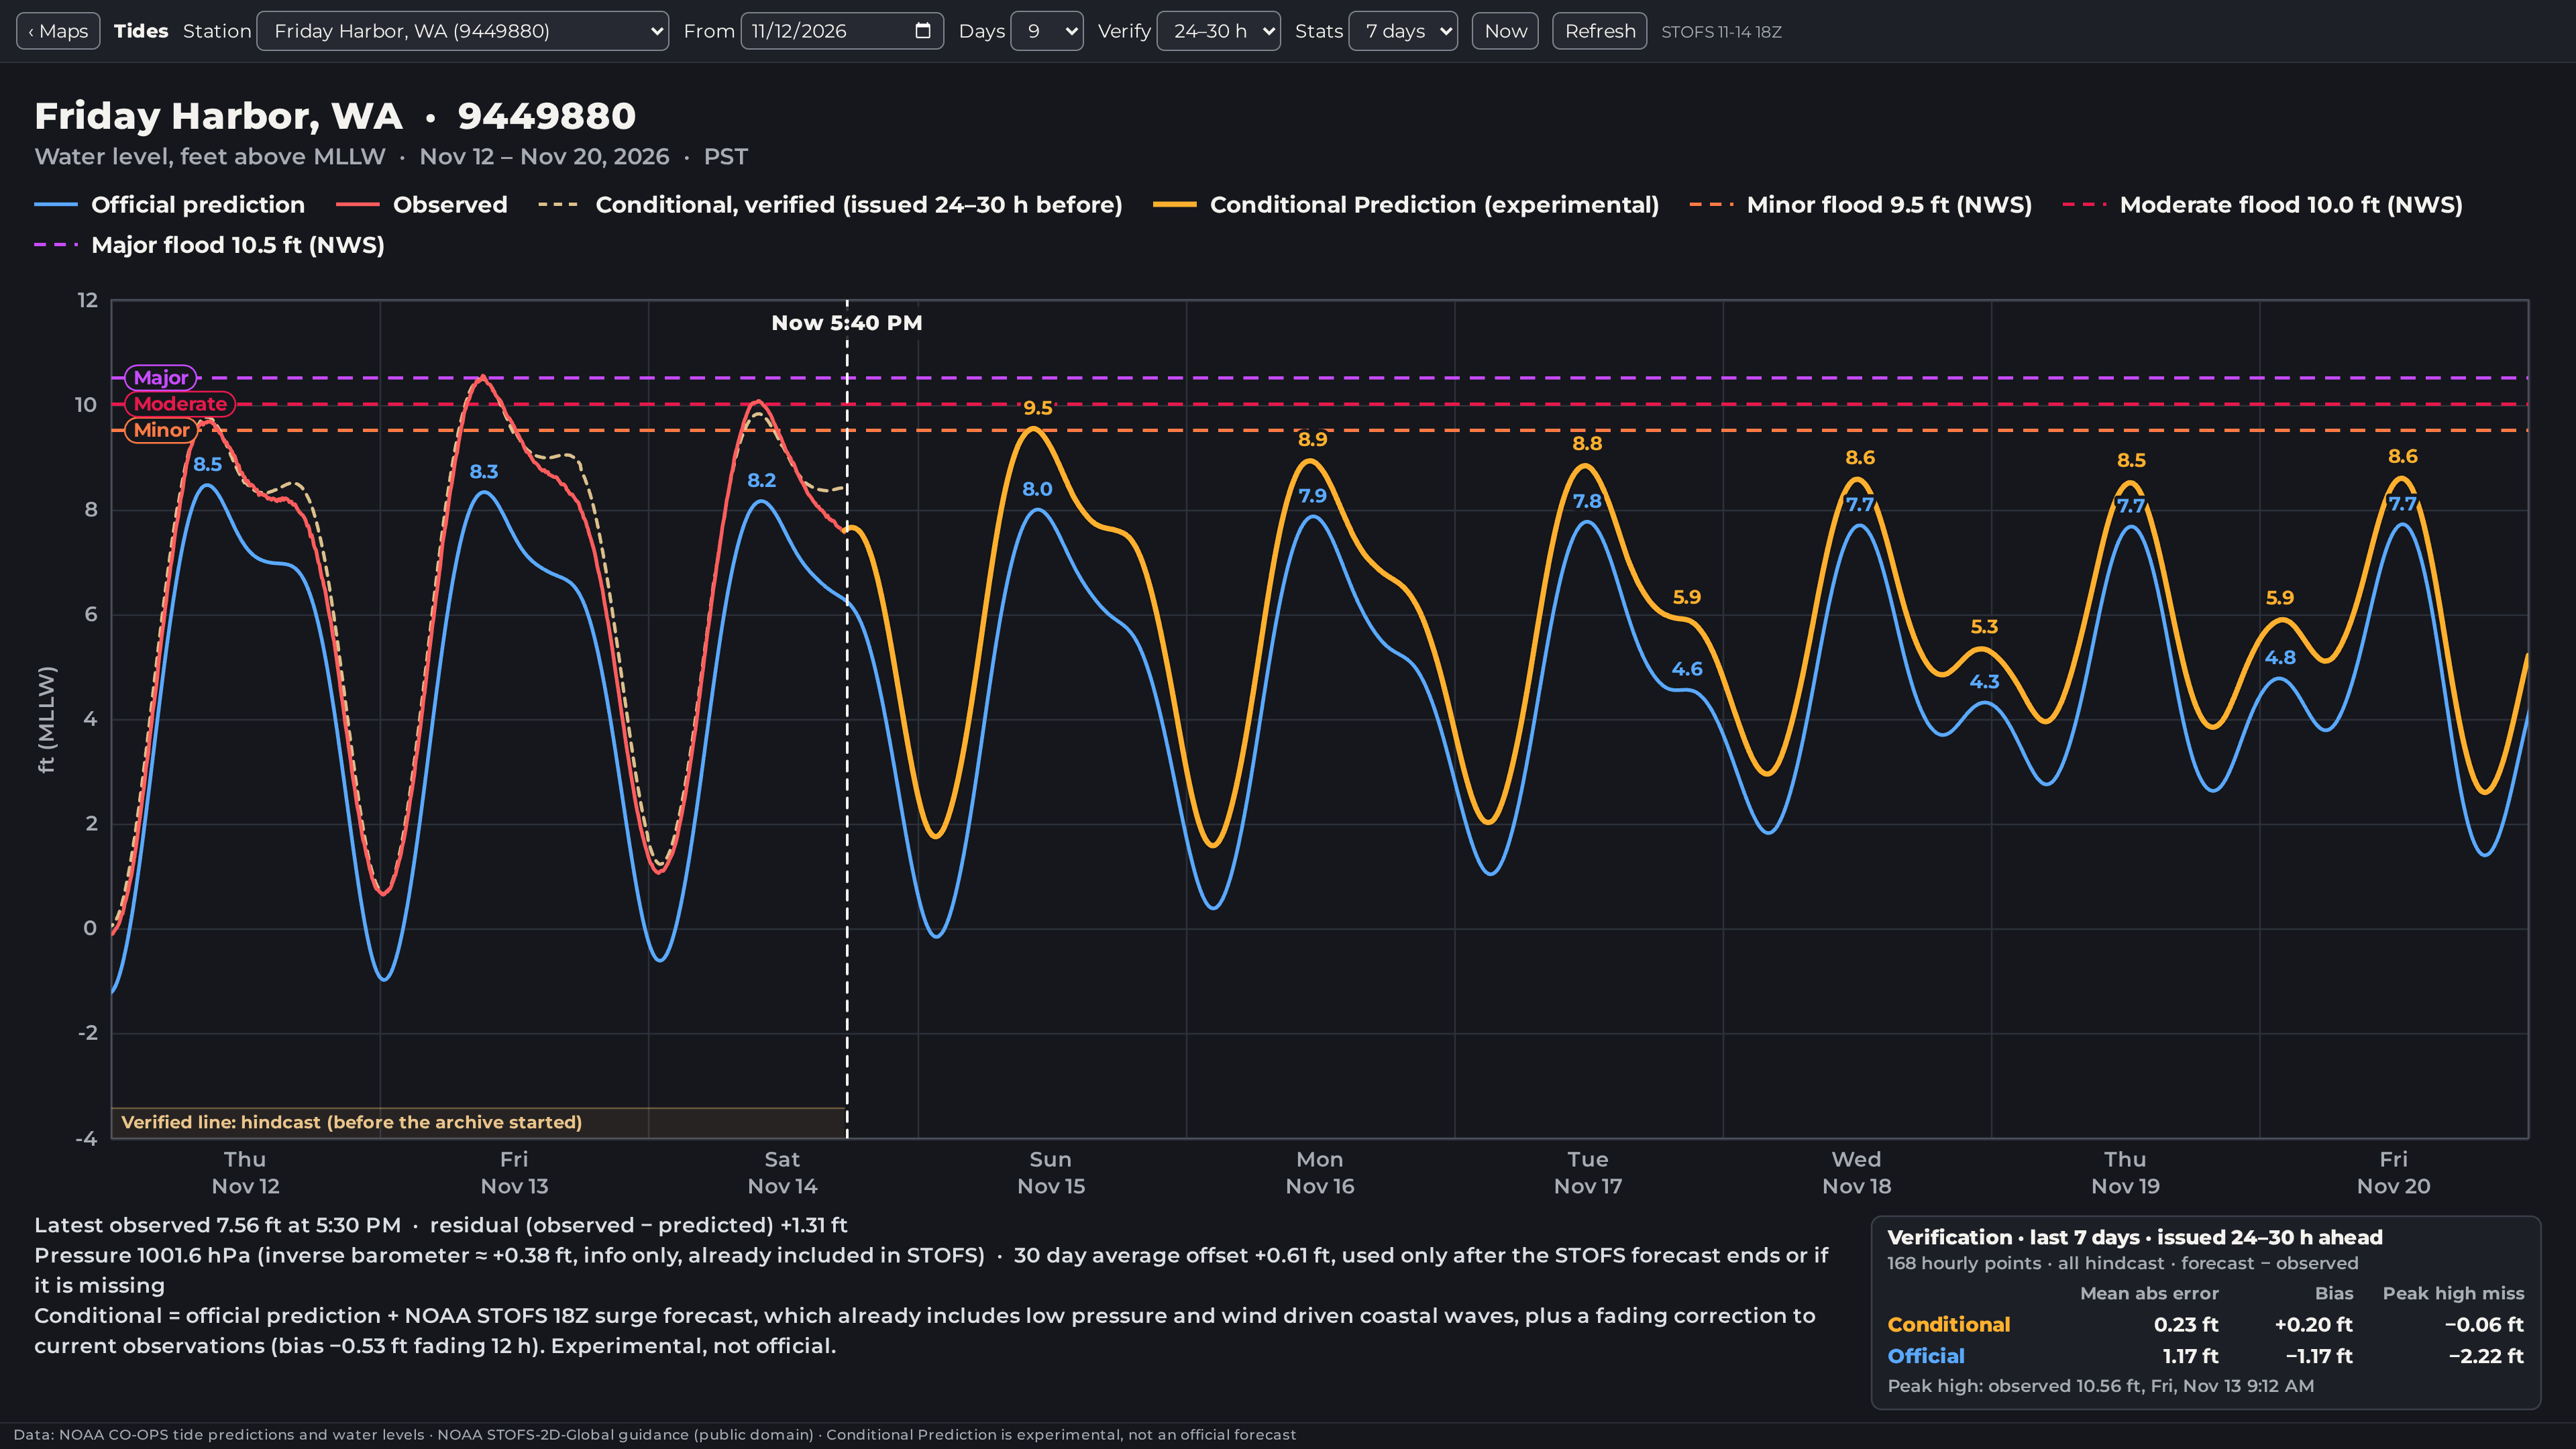 ‹ Maps Tides Station Friday Harbor, WA (9449880) From 11/12/2026 Days 9 Verify 24–30 h Stats 7 days Now Refresh STOFS 11-14 18Z
Friday Harbor, WA · 9449880
Water level, feet above MLLW · Nov 12 – Nov 20, 2026 · PST
Official prediction Observed Conditional, verified (issued 24–30 h before) Conditional Prediction (experimental) Minor flood 9.5 ft (NWS) Moderate flood 10.0 ft (NWS)
Major flood 10.5 ft (NWS)
12
Now 5:40 PM
Major
10
Moderate
Minor
9.5
8.9
8.8
8.6
8.5
8.6
8.5
8.3
8.2
8.0
7.9
7.8
7.7
7.7
7.7
8
6
5.9
5.3
5.9
4.6
4.3
4.8
ft (MLLW)
4
2
0
-2
-4
Verified line: hindcast (before the archive started)
Thu Fri Sat Sun Mon Tue Wed Thu Fri
Nov 12 Nov 13 Nov 14 Nov 15 Nov 16 Nov 17 Nov 18 Nov 19 Nov 20
Latest observed 7.56 ft at 5:30 PM · residual (observed − predicted) +1.31 ft
Pressure 1001.6 hPa (inverse barometer ≈ +0.38 ft, info only, already included in STOFS) · 30 day average offset +0.61 ft, used only after the STOFS forecast ends or if
it is missing
Conditional = official prediction + NOAA STOFS 18Z surge forecast, which already includes low pressure and wind driven coastal waves, plus a fading correction to
current observations (bias −0.53 ft fading 12 h). Experimental, not official.
Verification · last 7 days · issued 24–30 h ahead
168 hourly points · all hindcast · forecast − observed
Mean abs error Bias Peak high miss
Conditional 0.23 ft +0.20 ft −0.06 ft
Official 1.17 ft −1.17 ft −2.22 ft
Peak high: observed 10.56 ft, Fri, Nov 13 9:12 AM
Data: NOAA CO-OPS tide predictions and water levels · NOAA STOFS-2D-Global guidance (public domain) · Conditional Prediction is experimental, not an official forecast